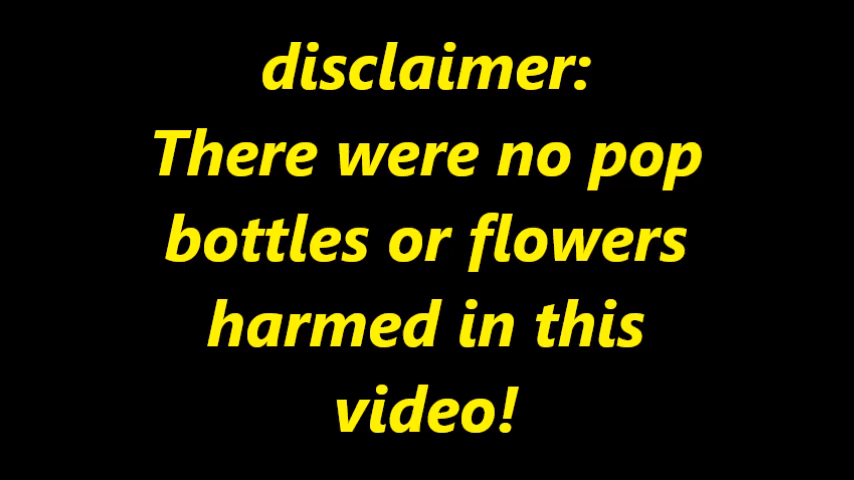 disclaimer:
There were no pop
bottles or flowers
harmed in this
video!